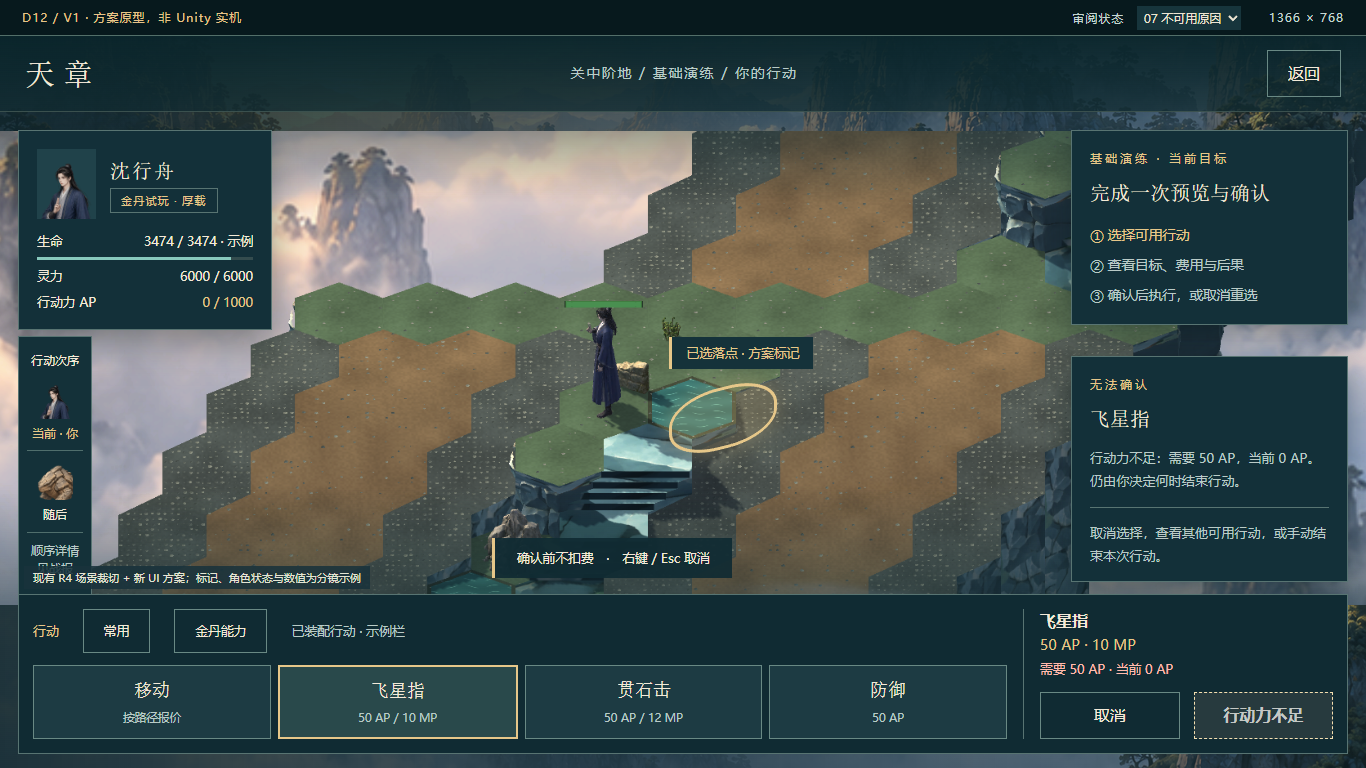 D12 / V1 · 方案原型，非 Unity 实机
审阅状态 07 不可用原因 1366 × 768
天章
关中阶地 / 基础演练 / 你的行动
返回
沈行舟
金丹试玩 · 厚载
生命 3474 / 3474 · 示例
灵力 6000 / 6000
行动力 AP 0 / 1000
行动次序
当前 · 你
随后
顺序详情
现有 R4 场景裁切 + 新 UI 方案；标记、角色状态与数值为分镜示例
已选落点 · 方案标记
确认前不扣费 · 右键 / Esc 取消
基础演练 · 当前目标
完成一次预览与确认
① 选择可用行动
② 查看目标、费用与后果
③ 确认后执行，或取消重选
无法确认
飞星指
行动力不足：需要 50 AP，当前 0 AP。
仍由你决定何时结束行动。
取消选择，查看其他可用行动，或手动结
束本次行动。
行动 常用 金丹能力 已装配行动 · 示例栏
移动
按路径报价
飞星指
50 AP / 10 MP
贯石击
50 AP / 12 MP
防御
50 AP
飞星指
50 AP · 10 MP
需要 50 AP · 当前 0 AP
取消 行动力不足